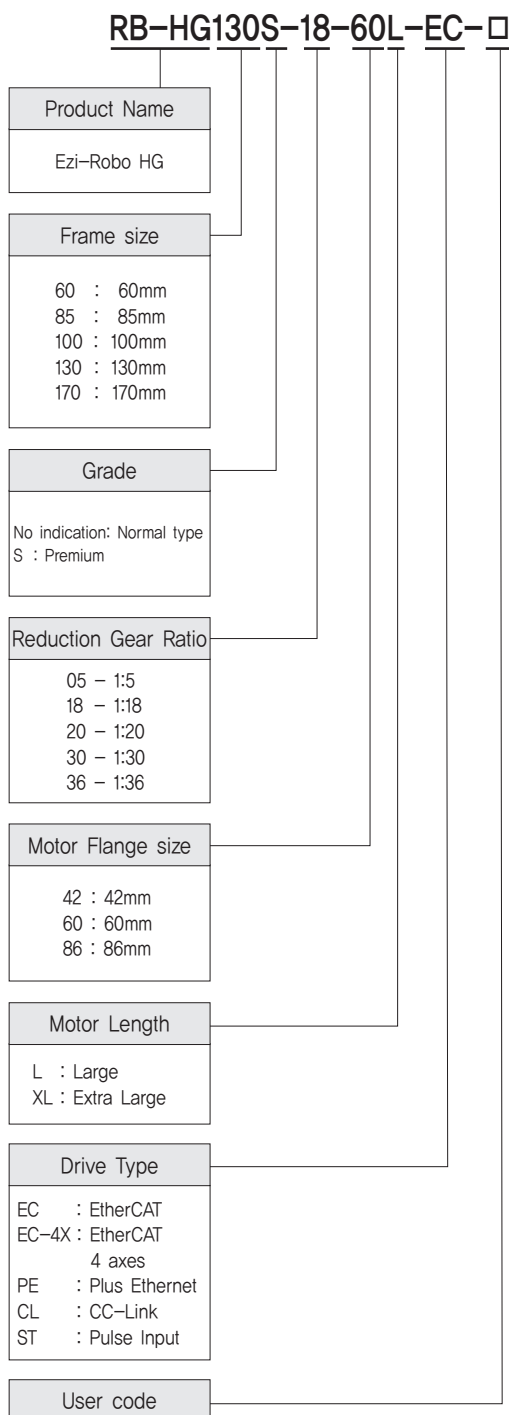 RB-HG130S-18-60L-EC-□
Product Name
Ezi-Robo HG
Frame size
60 : 60mm
85 : 85mm
100 : 100mm
130 : 130mm
170 : 170mm
Grade
No indication: Normal type
S : Premium
Reduction Gear Ratio
05 - 1:5
18 - 1:18
20 - 1:20
30 - 1:30
36 - 1:36
Motor Flange size
42 : 42mm
60 : 60mm
86 : 86mm
Motor Length
L : Large
XL : Extra Large
Drive Type
EC : EtherCAT
EC-4X : EtherCAT
4 axes
PE : Plus Ethernet
CL : CC-Link
ST : Pulse Input
User code